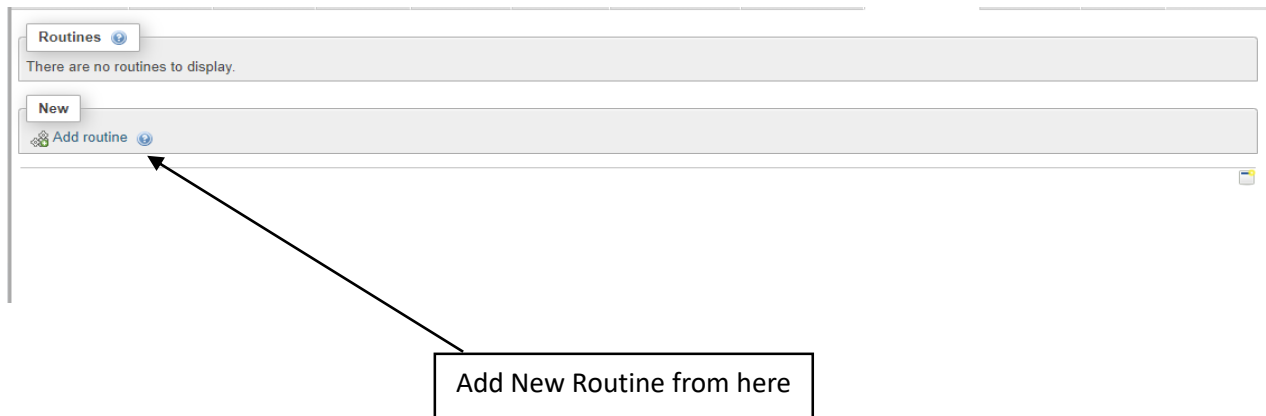 Routines
There are no routines to display.
New
Add routine
Add New Routine from here